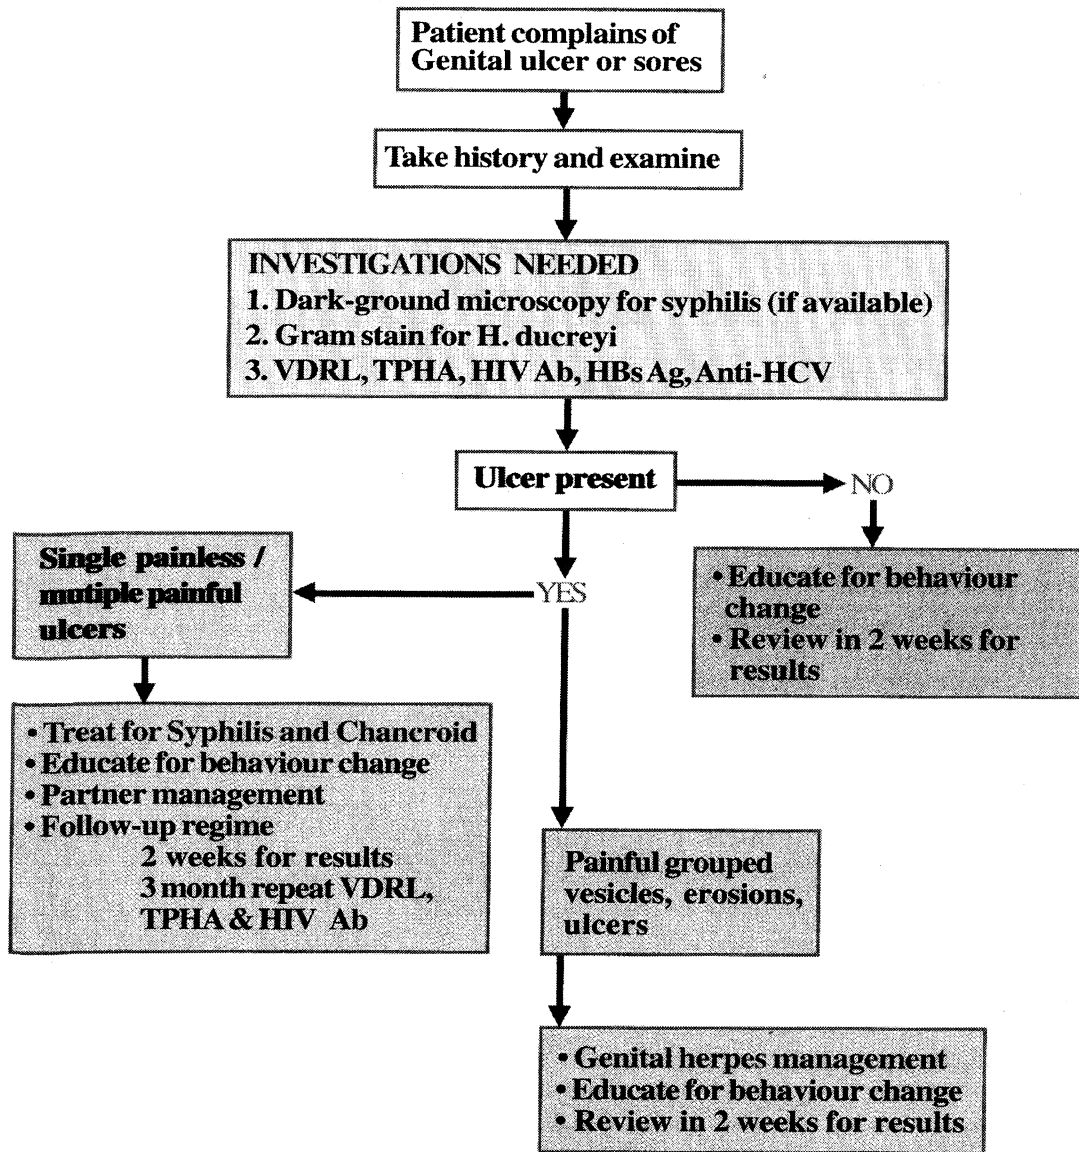 Patient complains of
Genital ulcer or sores
Take history and examine
INVESTIGATIONS NEEDED
1. Dark-ground microscopy for syphilis (if available)
2. Gram stain for H. ducreyi
3. VDRL, TPHA, HIV Ab, HBs Ag, Anti-HCV
Ulcer present
NO
YES
Single painless /
mutiple painful
ulcers
• Educate for behaviour
change
• Review in 2 weeks for
results
• Treat for Syphilis and Chancroid
• Educate for behaviour change
• Partner management
• Follow-up regime
2 weeks for results
3 month repeat VDRL,
TPHA & HIV Ab
Painful grouped
vesicles, erosions,
ulcers
• Genital herpes management
• Educate for behaviour change
• Review in 2 weeks for results